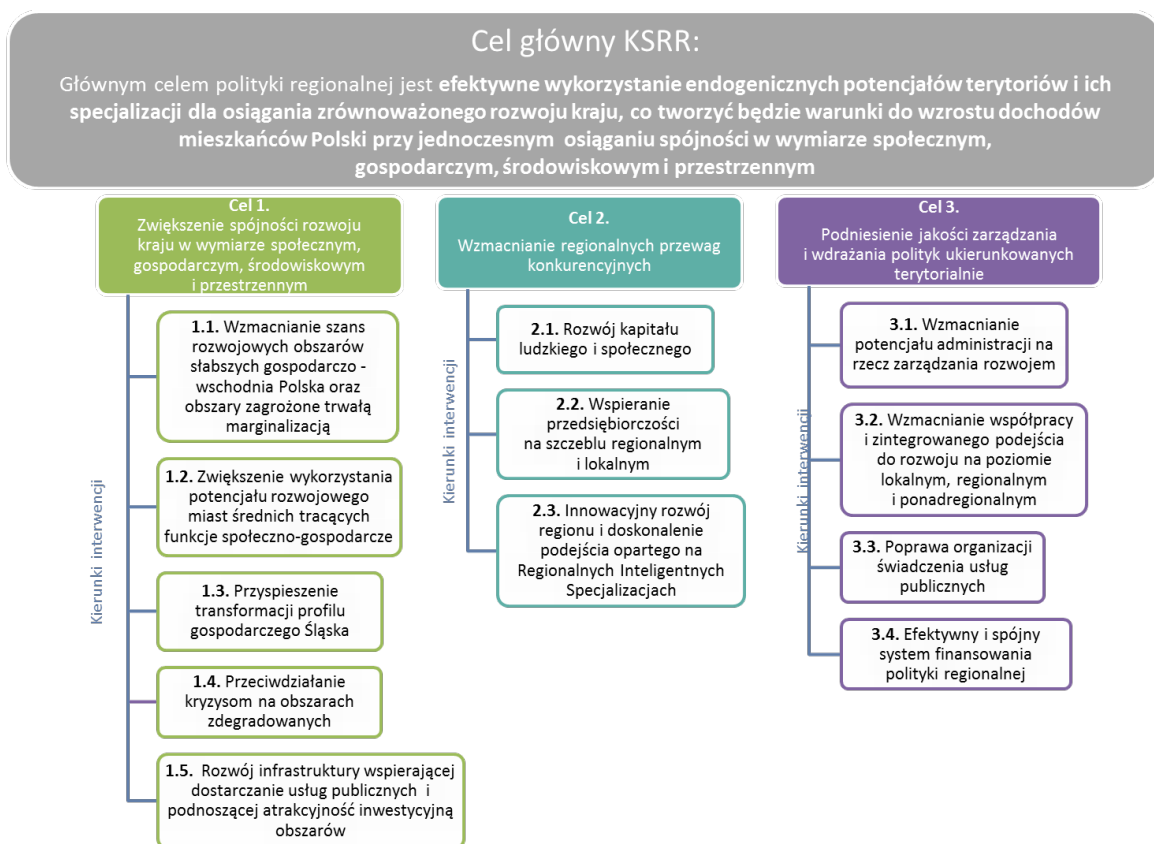 Cel główny KSRR:
Głównym celem polityki regionalnej jest efektywne wykorzystanie endogenicznych potencjałów terytoriów i ich
specjalizacji dla osiągania zrównoważonego rozwoju kraju, co tworzyć będzie warunki do wzrostu dochodów
mieszkańców Polski przy jednoczesnym osiąganiu spójności w wymiarze społecznym,
gospodarczym, środowiskowym i przestrzennym
Cel 1.
Zwiększenie spójności rozwoju
kraju w wymiarze społecznym,
gospodarczym, środowiskowym
i przestrzennym
Kierunki interwencji
1.1. Wzmacnianie szans
rozwojowych obszarów
słabszych gospodarczo -
wschodnia Polska oraz
obszary zagrożone trwałą
marginalizacją
1.2. Zwiększenie wykorzystania
potencjału rozwojowego
miast średnich tracących
funkcje społeczno-gospodarcze
1.3. Przyspieszenie
transformacji profilu
gospodarczego Śląska
1.4. Przeciwdziałanie
kryzysom na obszarach
zdegradowanych
1.5. Rozwój infrastruktury wspierającej
dostarczanie usług publicznych i
podnoszącej atrakcyjność inwestycyjną
obszarów
Cel 2.
Wzmacnianie regionalnych przewag
konkurencyjnych
Kierunki interwencji
2.1. Rozwój kapitału
ludzkiego i społecznego
2.2. Wspieranie
przedsiębiorczości
na szczeblu regionalnym
i lokalnym
2.3. Innowacyjny rozwój
regionu i doskonalenie
podejścia opartego na
Regionalnych Inteligentnych
Specjalizacjach
Cel 3.
Podniesienie jakości zarządzania
i wdrażania polityk ukierunkowanych
terytorialnie
Kierunki interwencji
3.1. Wzmacnianie
potencjału administracji na
rzecz zarządzania rozwojem
3.2. Wzmacnianie współpracy
i zintegrowanego podejścia
do rozwoju na poziomie
lokalnym, regionalnym
i ponadregionalnym
3.3. Poprawa organizacji
świadczenia usług
publicznych
3.4. Efektywny i spójny
system finansowania
polityki regionalnej